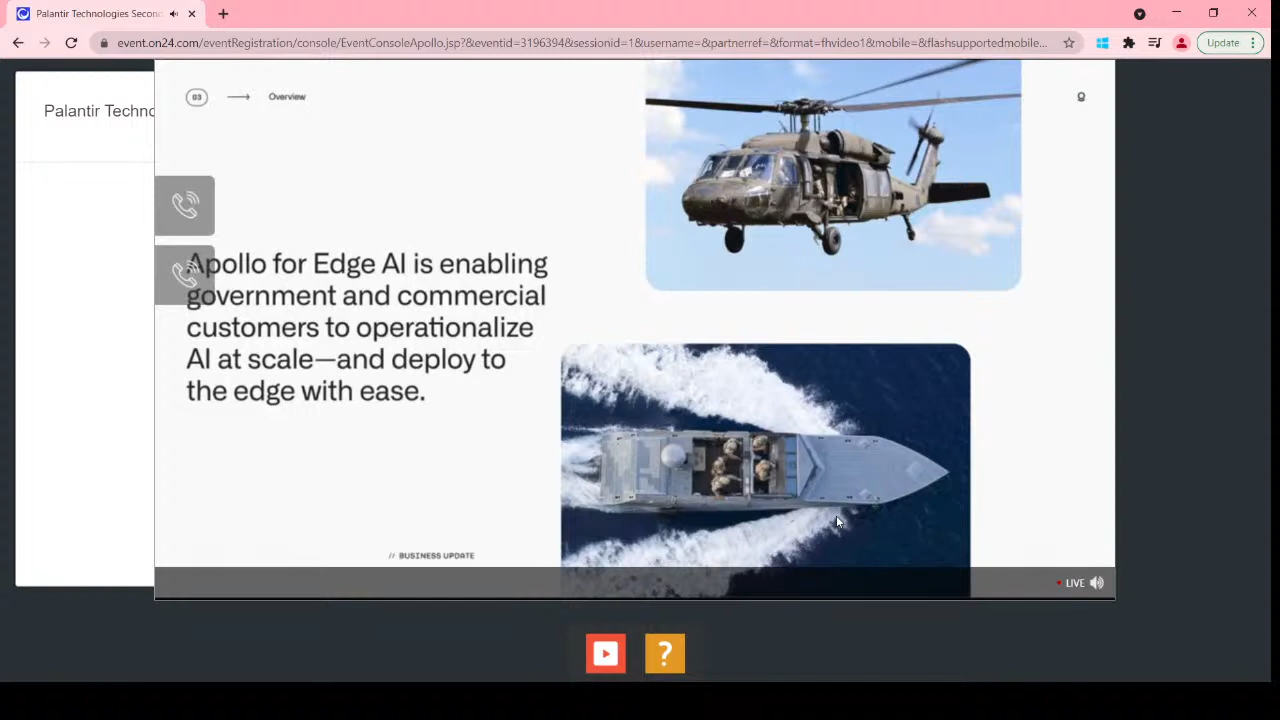 Palantir Technologies Second
event.on24.com/eventRegistration/console/EventConsoleApollo.jsp?&eventid=3196394&sessionid=1&username=&partnerref=&format=fhvideo1&mobile=&flashsupportedmobile...
Update
Palantir Techno
03
Overview
Apollo for Edge AI is enabling
government and commercial
customers to operationalize
AI at scale—and deploy to
the edge with ease.
// BUSINESS UPDATE
LIVE
?